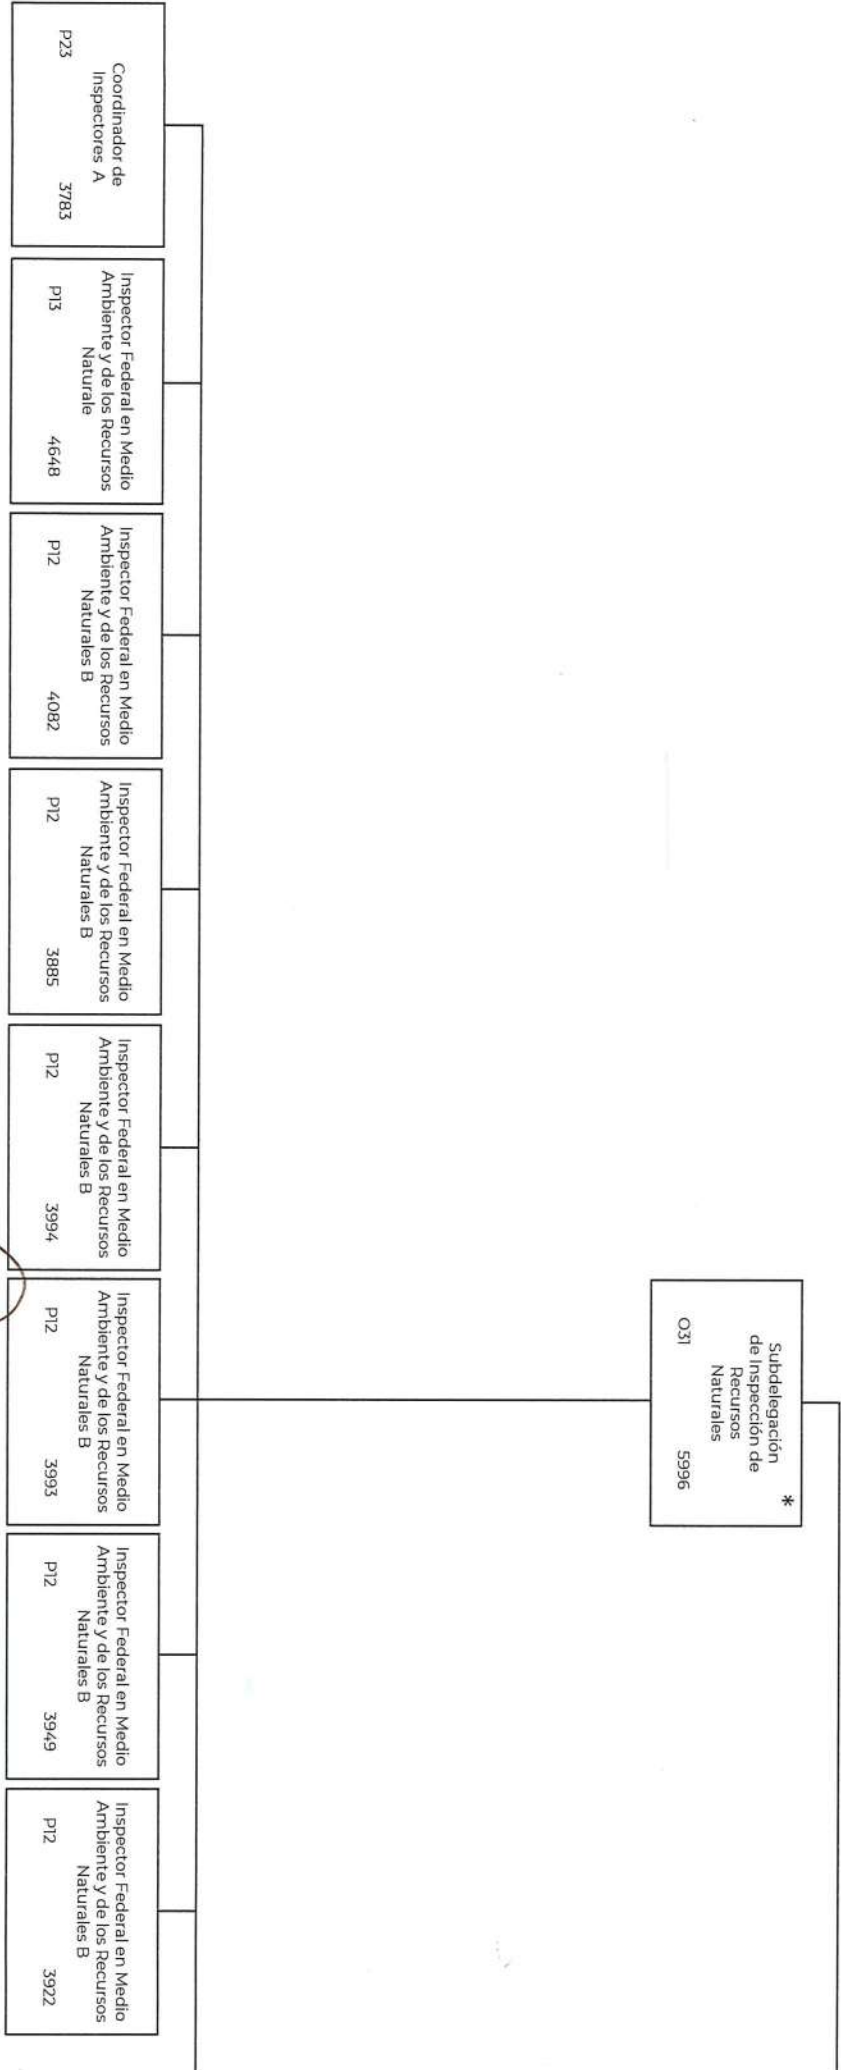 Subdelegación *
de Inspección de
Recursos
Naturales
O31 5996
Coordinador de
Inspectores A
P23 3783
Inspector Federal en Medio
Ambiente y de los Recursos
Naturale
P13 4648
Inspector Federal en Medio
Ambiente y de los Recursos
Naturales B
P12 4082
Inspector Federal en Medio
Ambiente y de los Recursos
Naturales B
P12 3885
Inspector Federal en Medio
Ambiente y de los Recursos
Naturales B
P12 3994
Inspector Federal en Medio
Ambiente y de los Recursos
Naturales B
P12 3993
Inspector Federal en Medio
Ambiente y de los Recursos
Naturales B
P12 3949
Inspector Federal en Medio
Ambiente y de los Recursos
Naturales B
P12 3922